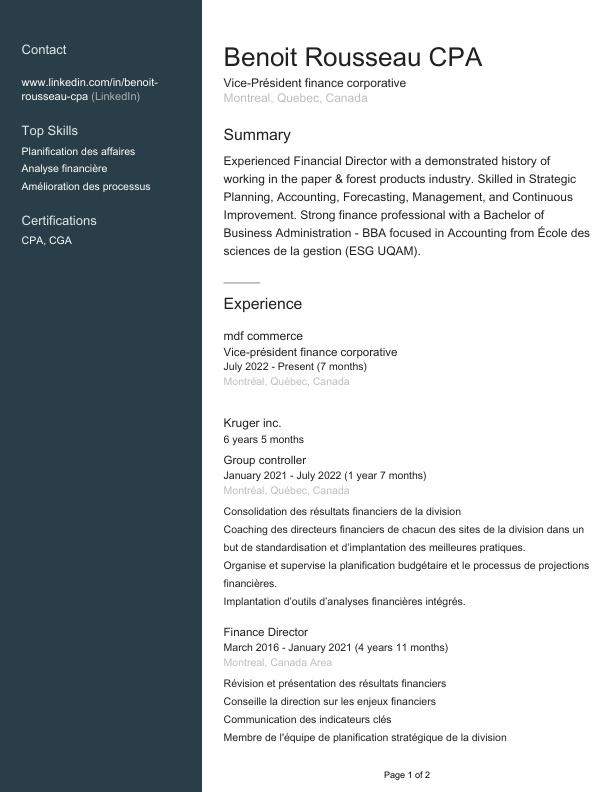 Contact
www.linkedin.com/in/benoit-
rousseau-cpa (LinkedIn)
Top Skills
Planification des affaires
Analyse financière
Amélioration des processus
Certifications
CPA, CGA
Benoit Rousseau CPA
Vice-Président finance corporative
Montreal, Quebec, Canada
Summary
Experienced Financial Director with a demonstrated history of
working in the paper & forest products industry. Skilled in Strategic
Planning, Accounting, Forecasting, Management, and Continuous
Improvement. Strong finance professional with a Bachelor of
Business Administration - BBA focused in Accounting from École des
sciences de la gestion (ESG UQAM).
Experience
mdf commerce
Vice-président finance corporative
July 2022 - Present (7 months)
Montréal, Québec, Canada
Kruger inc.
6 years 5 months
Group controller
January 2021 - July 2022 (1 year 7 months)
Montréal, Québec, Canada
Consolidation des résultats financiers de la division
Coaching des directeurs financiers de chacun des sites de la division dans un
but de standardisation et d’implantation des meilleures pratiques.
Organise et supervise la planification budgétaire et le processus de projections
financières.
Implantation d’outils d’analyses financières intégrés.
Finance Director
March 2016 - January 2021 (4 years 11 months)
Montreal, Canada Area
Révision et présentation des résultats financiers
Conseille la direction sur les enjeux financiers
Communication des indicateurs clés
Membre de l'équipe de planification stratégique de la division
Page 1 of 2